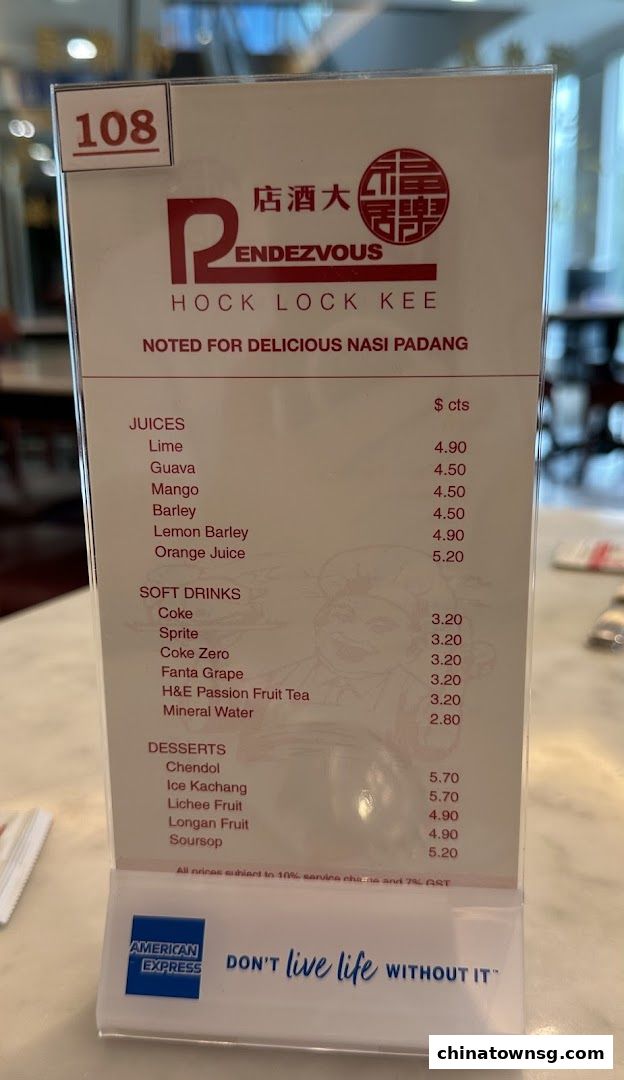 108
店酒大
福樂居
RENDEZVOUS
HOCK LOCK KEE
NOTED FOR DELICIOUS NASI PADANG
$ cts
JUICES
Lime 4.90
Guava 4.50
Mango 4.50
Barley 4.50
Lemon Barley 4.90
Orange Juice 5.20
SOFT DRINKS
Coke 3.20
Sprite 3.20
Coke Zero 3.20
Fanta Grape 3.20
H&E Passion Fruit Tea 3.20
Mineral Water 2.80
DESSERTS
Chendol 5.70
Ice Kachang 5.70
Lichee Fruit 4.90
Longan Fruit 4.90
Soursop 5.20
All prices subject to 10% service charge and 7% GST
AMERICAN
EXPRESS
DON'T live life WITHOUT IT™
chinatownsg.com